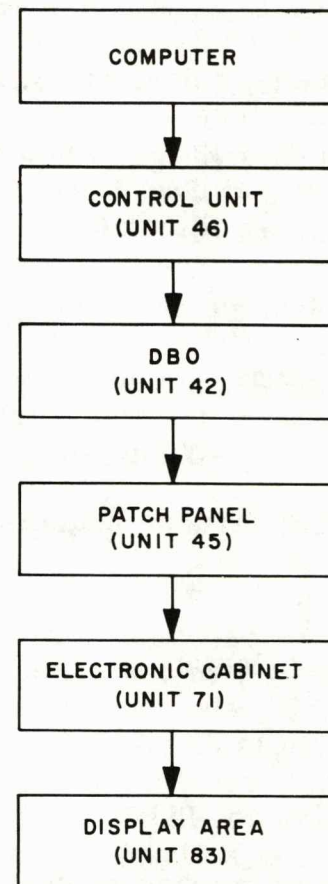 COMPUTER
CONTROL UNIT
(UNIT 46)
DBO
(UNIT 42)
PATCH PANEL
(UNIT 45)
ELECTRONIC CABINET
(UNIT 71)
DISPLAY AREA
(UNIT 83)